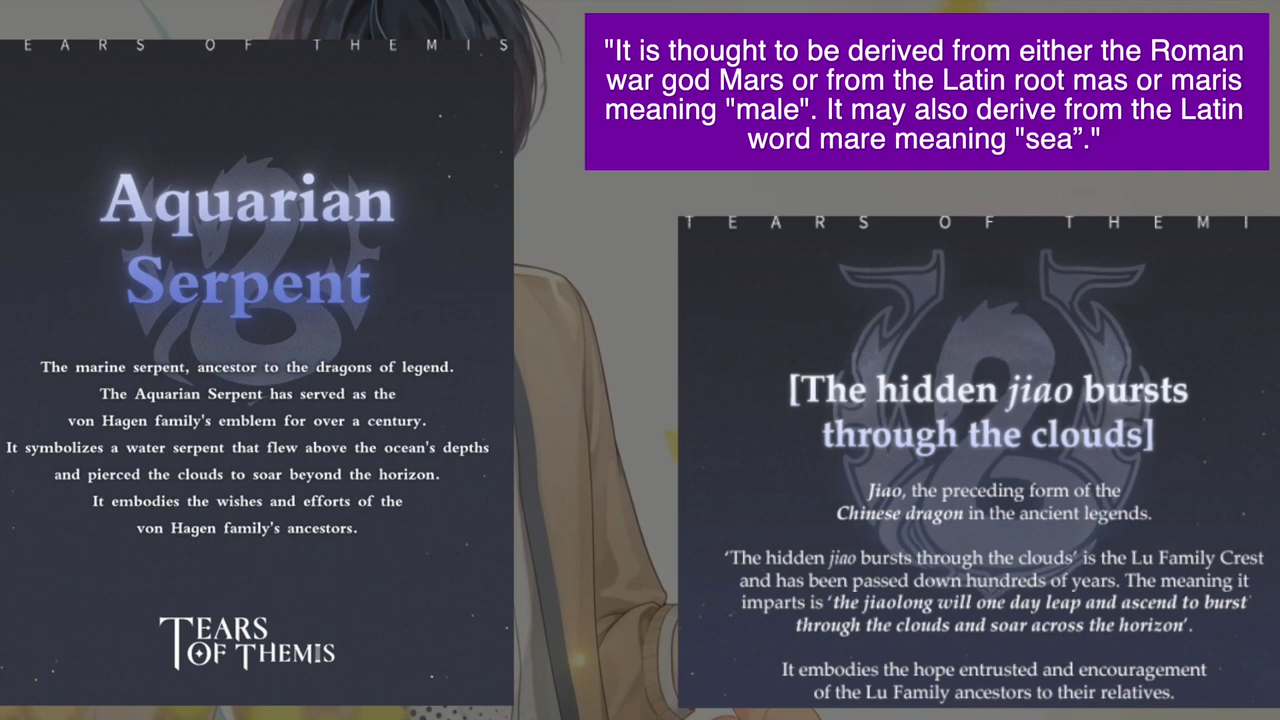 EARS OF THEMIS
Aquarian
Serpent
The marine serpent, ancestor to the dragons of legend.
The Aquarian Serpent has served as the
von Hagen family's emblem for over a century.
It symbolizes a water serpent that flew above the ocean's depths
and pierced the clouds to soar beyond the horizon.
It embodies the wishes and efforts of the
von Hagen family's ancestors.
TEARS
OF THEMIS
"It is thought to be derived from either the Roman
war god Mars or from the Latin root mas or maris
meaning "male". It may also derive from the Latin
word mare meaning "sea”."
TEARS OF THEMI
[The hidden jiao bursts
through the clouds]
Jiao, the preceding form of the
Chinese dragon in the ancient legends.
‘The hidden jiao bursts through the clouds’ is the Lu Family Crest
and has been passed down hundreds of years. The meaning it
imparts is ‘the jiaolong will one day leap and ascend to burst
through the clouds and soar across the horizon’.
It embodies the hope entrusted and encouragement
of the Lu Family ancestors to their relatives.